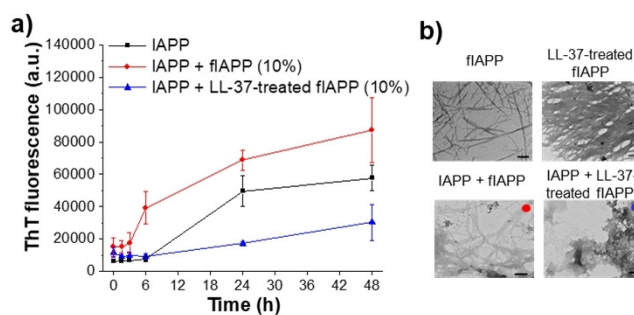 a)
ThT fluorescence (a.u.)
140000
120000
100000
80000
60000
40000
20000
0
IAPP
IAPP + fIAPP (10%)
IAPP + LL-37-treated fIAPP (10%)
0 6 12 18 24 30 36 42 48
Time (h)
b)
fIAPP
LL-37-treated
fIAPP
IAPP + fIAPP
IAPP + LL-37-
treated fIAPP